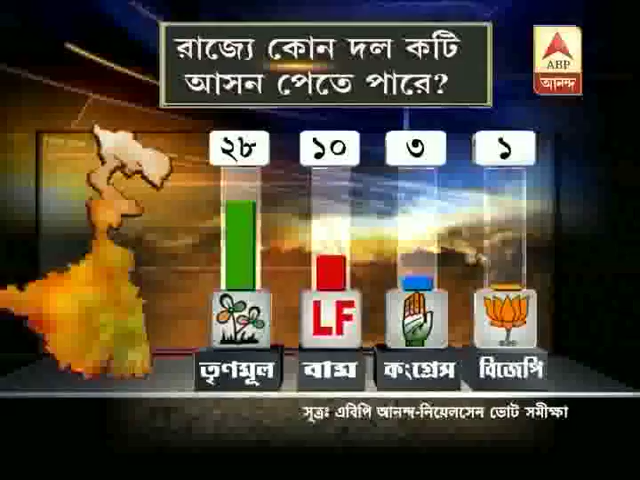 রাজ্যে কোন দল কটি
আসন পেতে পারে?
ABP
আনন্দ
২৮ ১০ ৩ ১
LF
তৃণমূল বাম কংগ্রেস বিজেপি
সূত্রঃ এবিপি আনন্দ-নিয়েলসেন ভোট সমীক্ষা